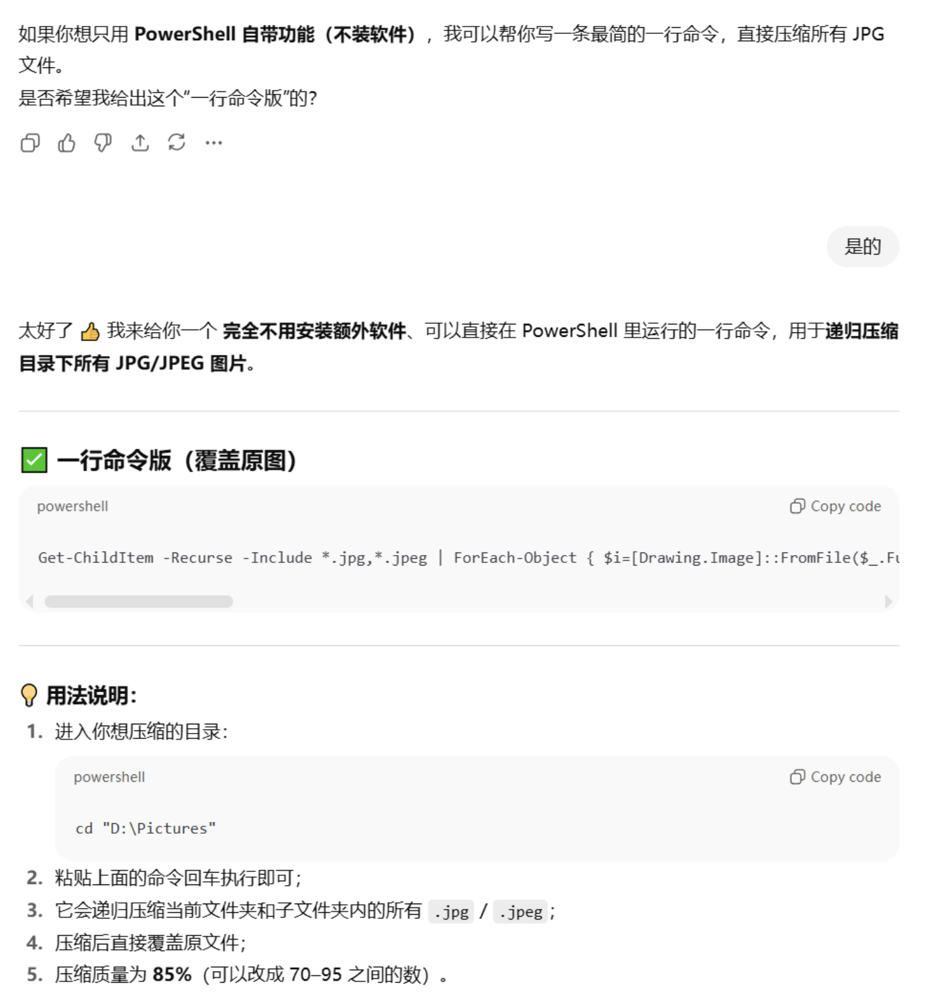 如果你想只用 PowerShell 自带功能（不装软件），我可以帮你写一条最简的一行命令，直接压缩所有 JPG
文件。
是否希望我给出这个“一行命令版”的？
是的
太好了 👍 我来给你一个 完全不用安装额外软件、可以直接在 PowerShell 里运行的一行命令，用于递归压缩
目录下所有 JPG/JPEG 图片。
✅ 一行命令版（覆盖原图）
powershell
Copy code
Get-ChildItem -Recurse -Include *.jpg,*.jpeg | ForEach-Object { $i=[Drawing.Image]::FromFile($_.Fu
💡 用法说明：
1. 进入你想压缩的目录：
powershell
Copy code
cd "D:\Pictures"
2. 粘贴上面的命令回车执行即可；
3. 它会递归压缩当前文件夹和子文件夹内的所有 .jpg / .jpeg；
4. 压缩后直接覆盖原文件；
5. 压缩质量为 85%（可以改成 70–95 之间的数）。